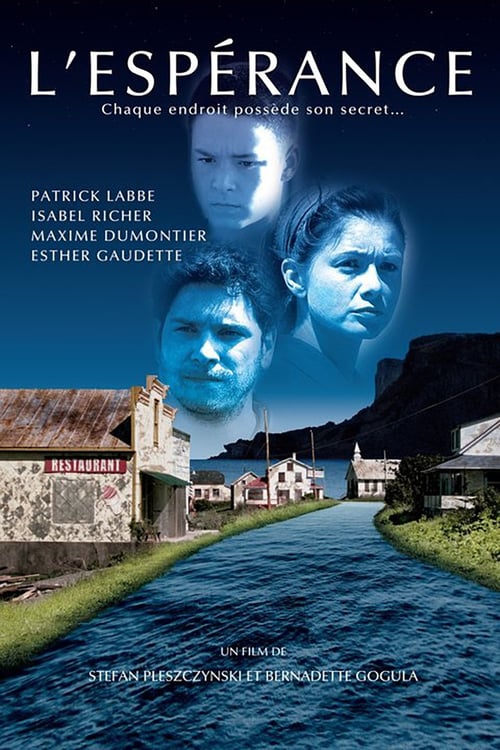 L'ESPÉRANCE
Chaque endroit possède son secret...
PATRICK LABBE
ISABEL RICHER
MAXIME DUMONTIER
ESTHER GAUDETTE
RESTAURANT
UN FILM DE
STEFAN PLESZCZYNSKI ET BERNADETTE GOGULA